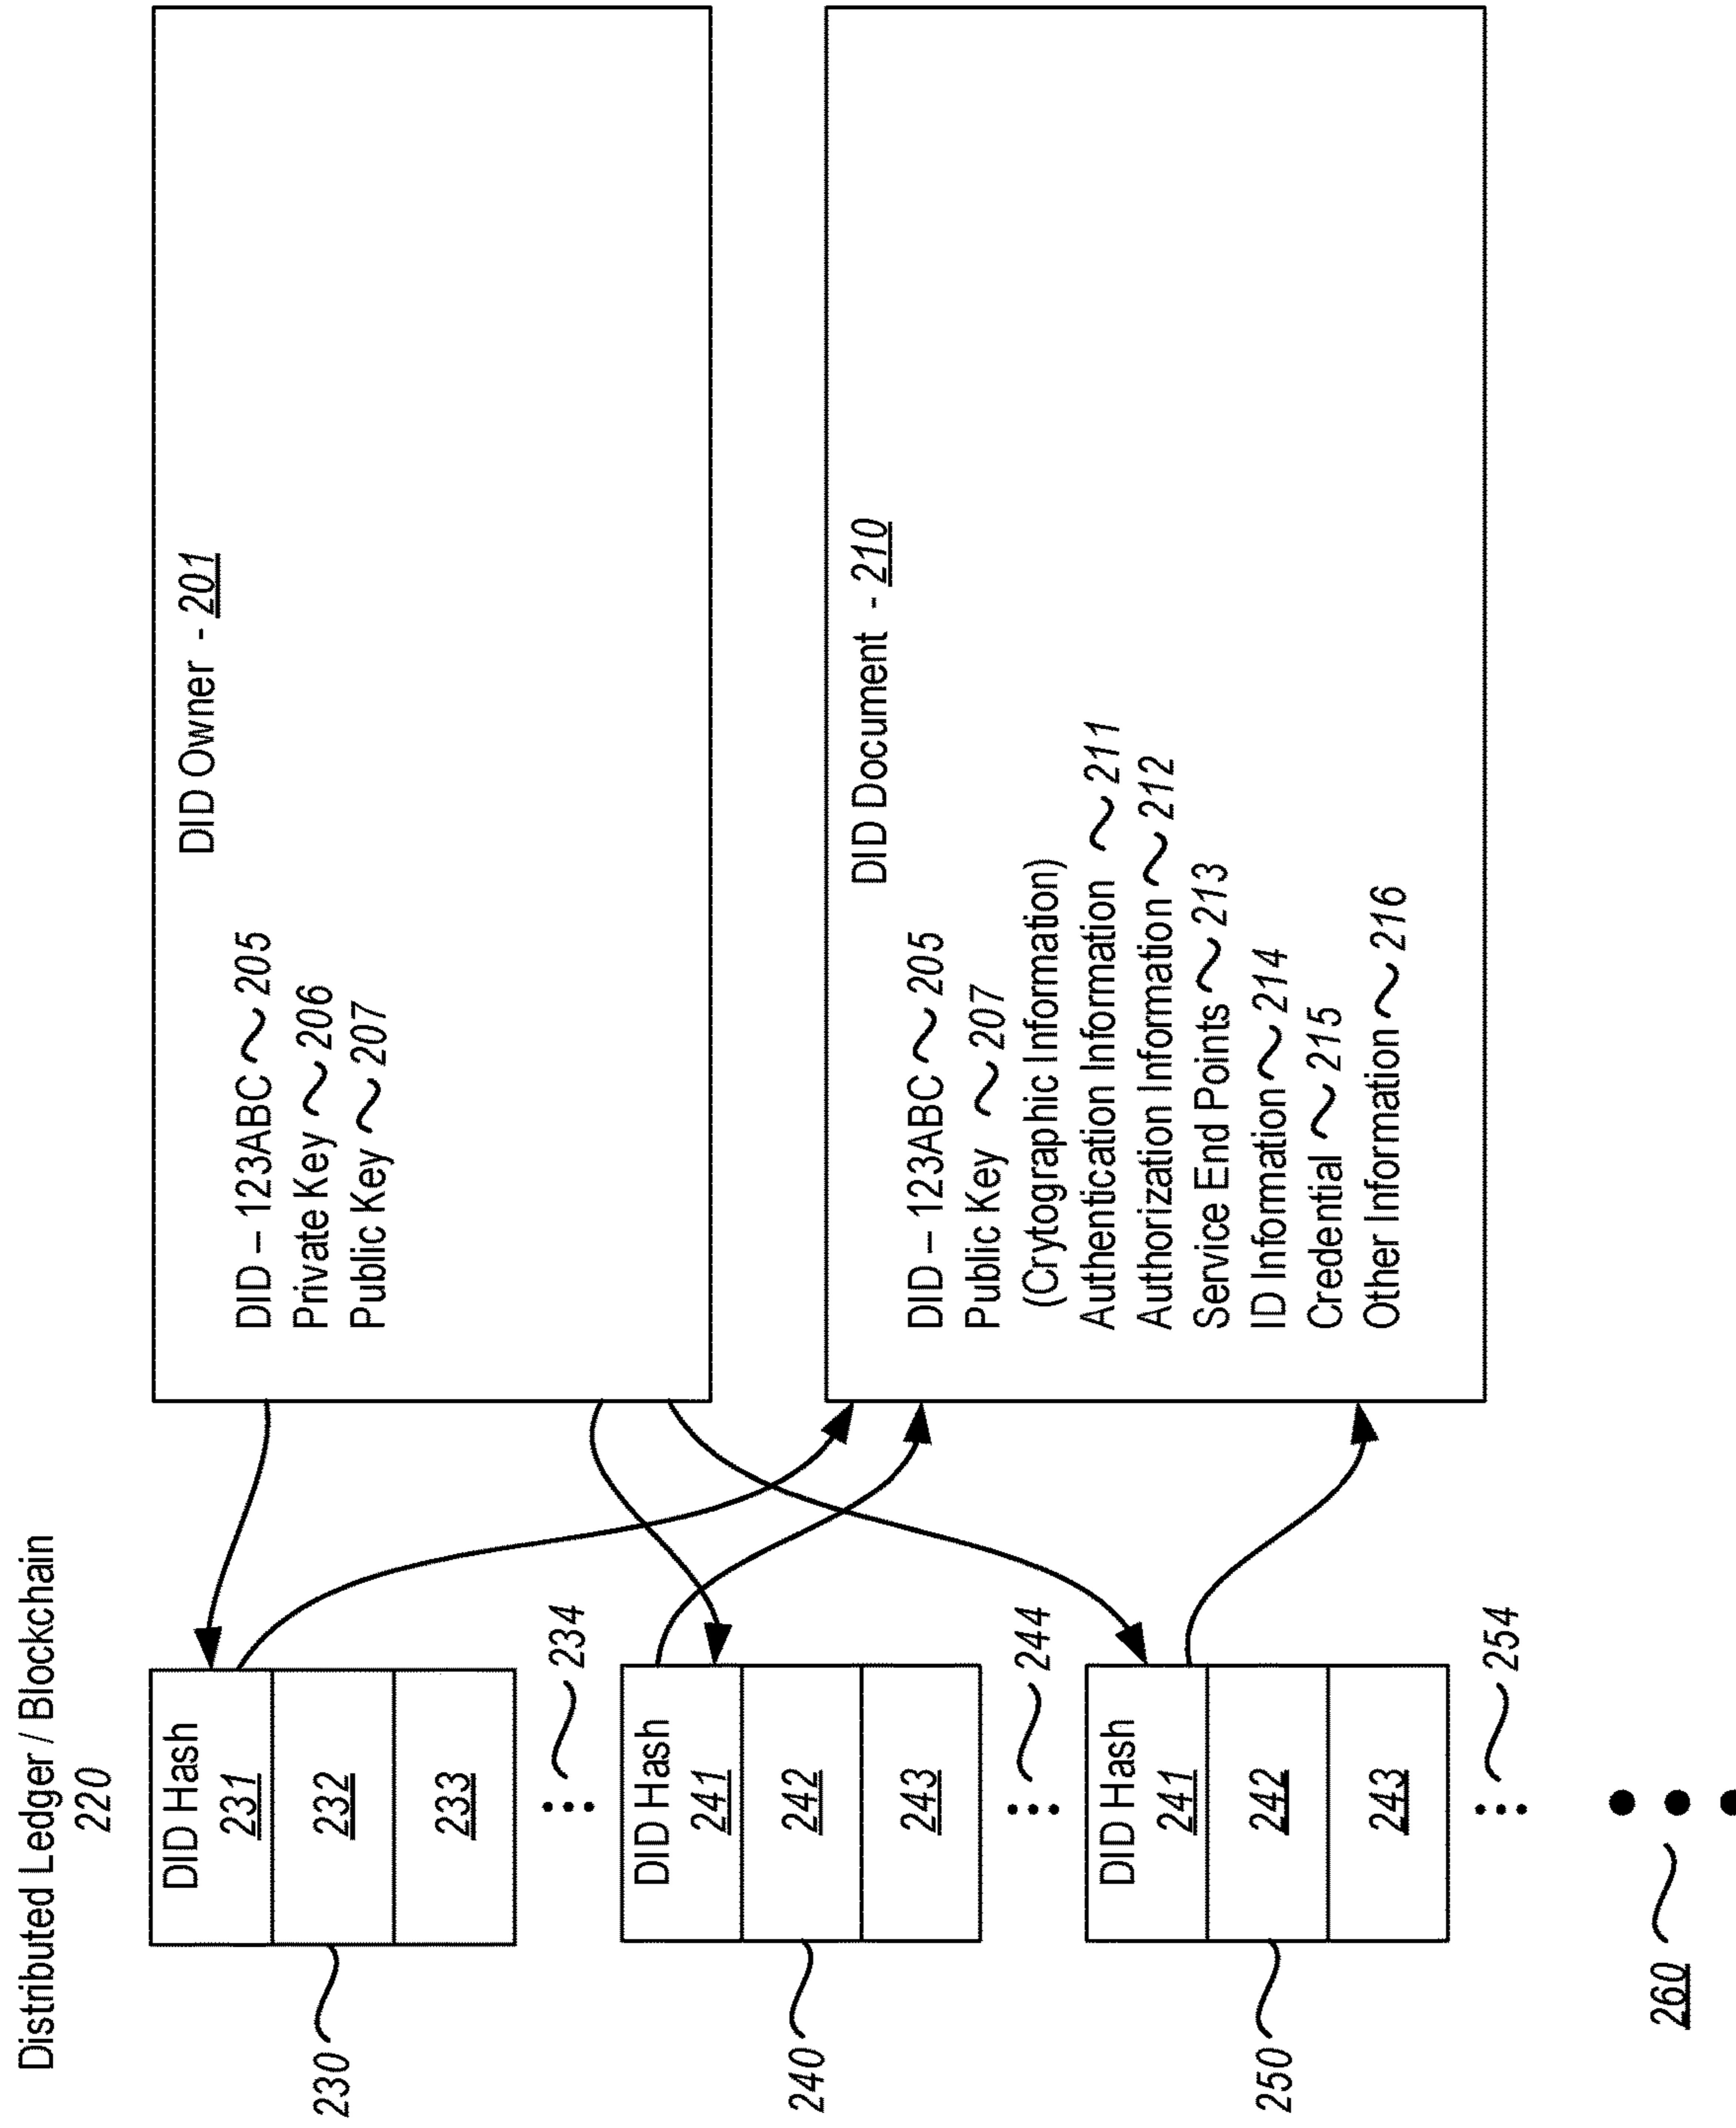 Distributed Ledger / Blockchain
220
DID Hash
231
232
233
234
230
DID Hash
241
242
243
244
240
DID Hash
241
242
243
254
250
260
DID Owner - 201
DID – 123ABC 205
Private Key 206
Public Key 207
DID Document - 210
DID – 123ABC 205
Public Key 207
(Crytographic Information)
Authentication Information 211
Authorization Information 212
Service End Points 213
ID Information 214
Credential 215
Other Information 216